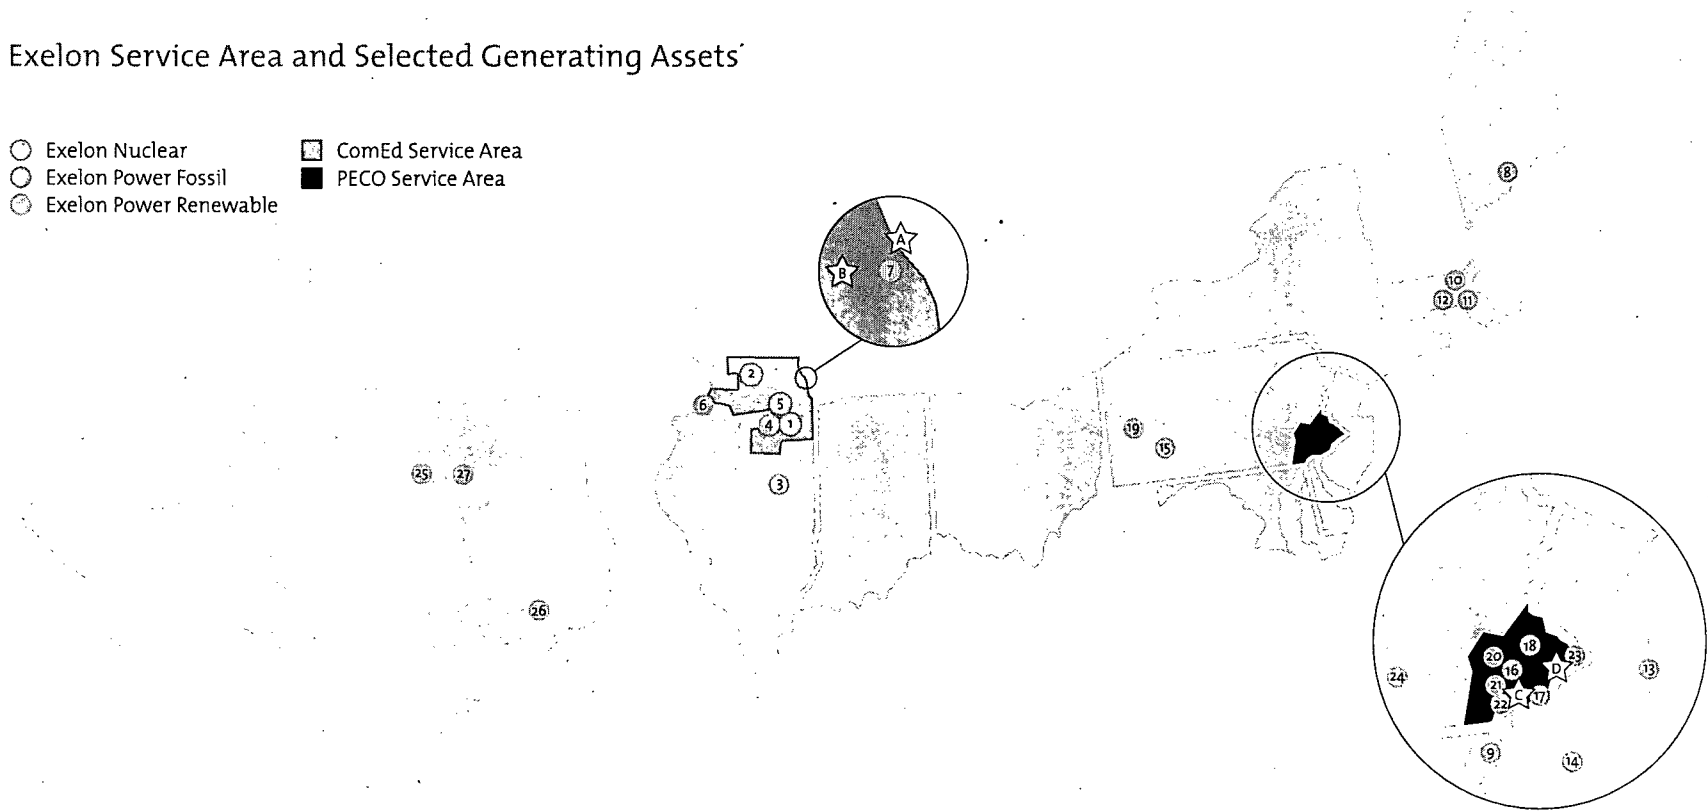 Exelon Service Area and Selected Generating Assets*
Exelon Nuclear
Exelon Power Fossil
Exelon Power Renewable
ComEd Service Area
PECO Service Area
8
A
B
7
10
12
11
2
6
5
4
1
3
19
15
25
27
26
18
20
23
16
D
13
24
21
C
17
22
9
14